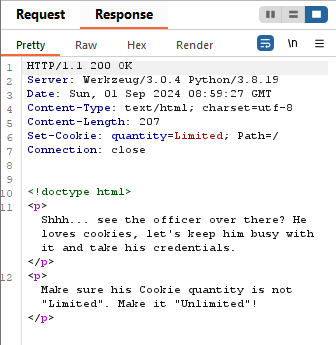 Request Response
Pretty Raw Hex Render \n
1 HTTP/1.1 200 OK
2 Server: Werkzeug/3.0.4 Python/3.8.19
3 Date: Sun, 01 Sep 2024 08:59:27 GMT
4 Content-Type: text/html; charset=utf-8
5 Content-Length: 207
6 Set-Cookie: quantity=Limited; Path=/
7 Connection: close
8
9
10 <!doctype html>
11 <p>
Shhh... see the officer over there? He
loves cookies, let's keep him busy with
it and take his credentials.
</p>
12 <p>
Make sure his Cookie quantity is not
"Limited". Make it "Unlimited"!
</p>